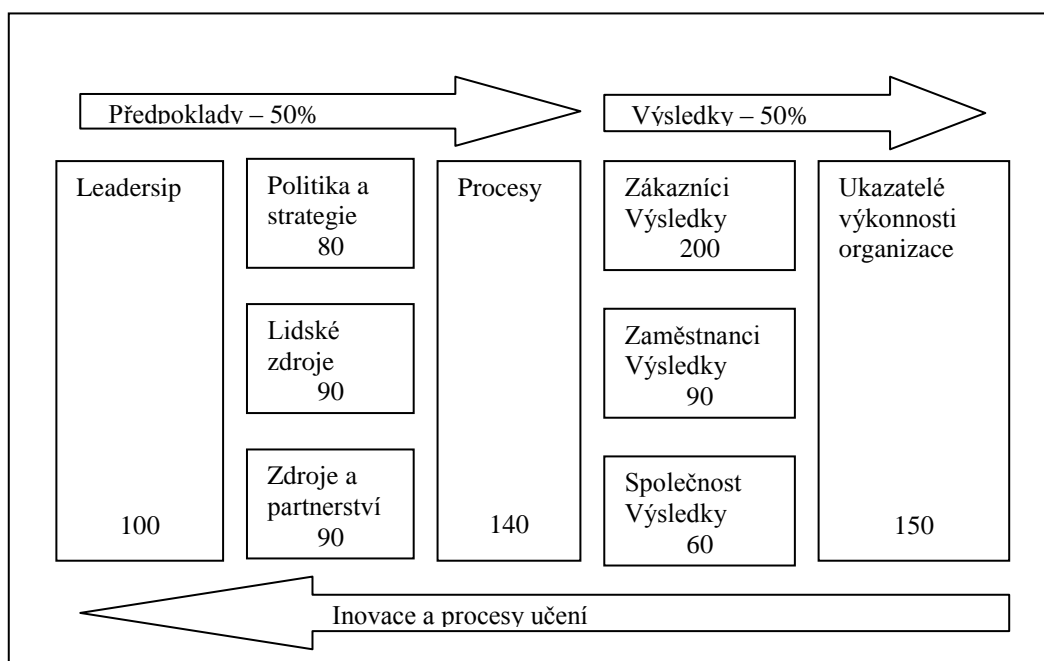 Předpoklady – 50%
Výsledky – 50%
Leadersip
100
Politika a
strategie
80
Lidské
zdroje
90
Zdroje a
partnerství
90
Procesy
140
Zákazníci
Výsledky
200
Zaměstnanci
Výsledky
90
Společnost
Výsledky
60
Ukazatelé
výkonnosti
organizace
150
Inovace a procesy učení